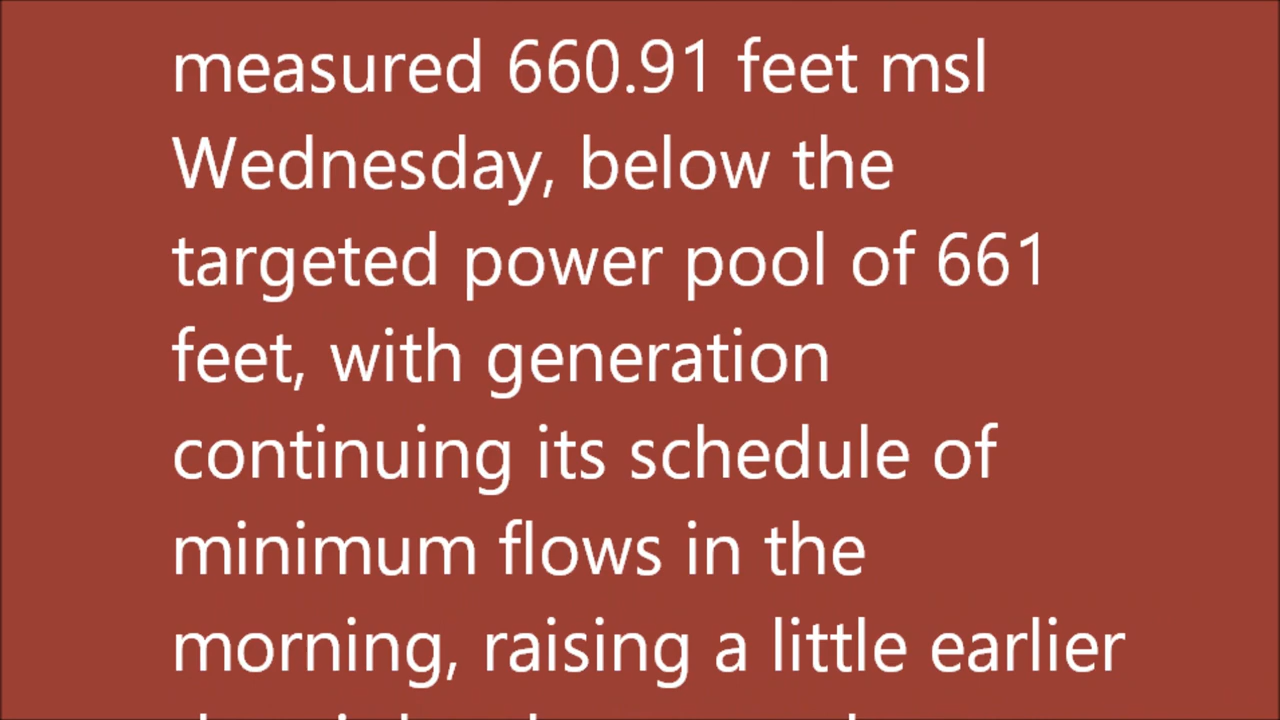 measured 660.91 feet msl
Wednesday, below the
targeted power pool of 661
feet, with generation
continuing its schedule of
minimum flows in the
morning, raising a little earlier